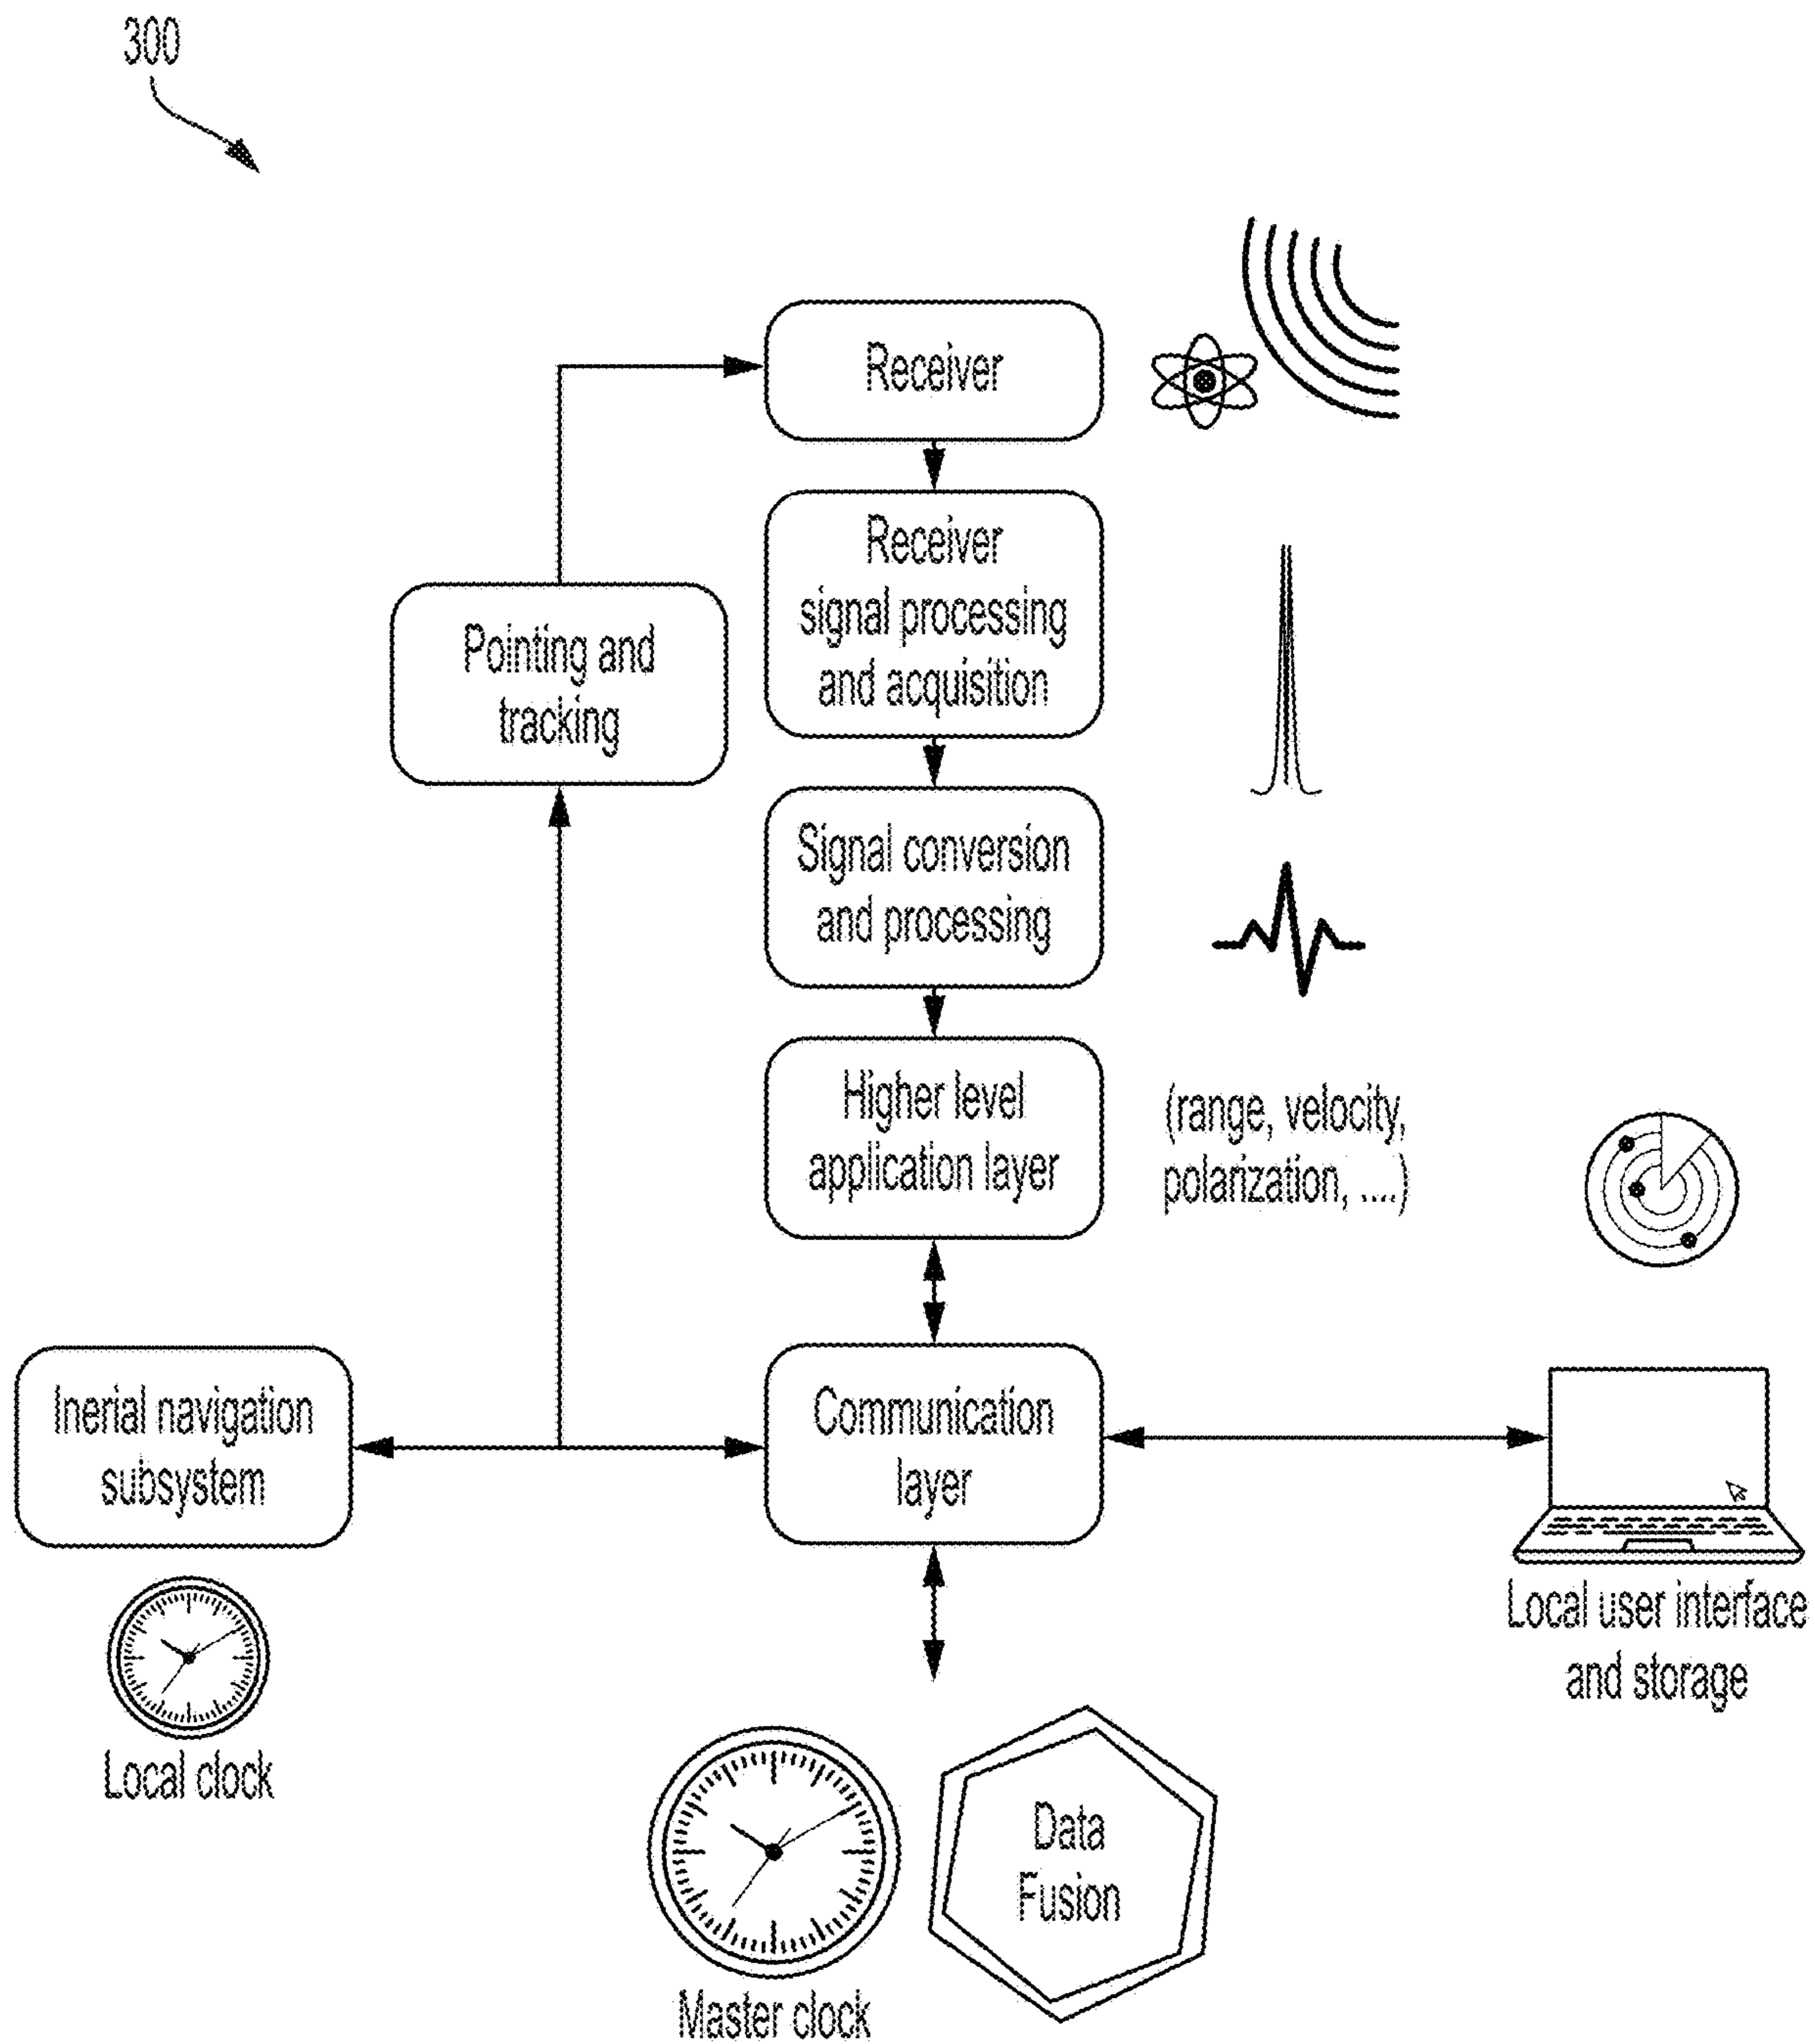 300
Receiver
Receiver
signal processing
and acquisition
Pointing and
tracking
Signal conversion
and processing
Higher level
application layer
(range, velocity,
polarization, ....)
Inerial navigation
subsystem
Communication
layer
Local user interface
and storage
Local clock
Data
Fusion
Master clock